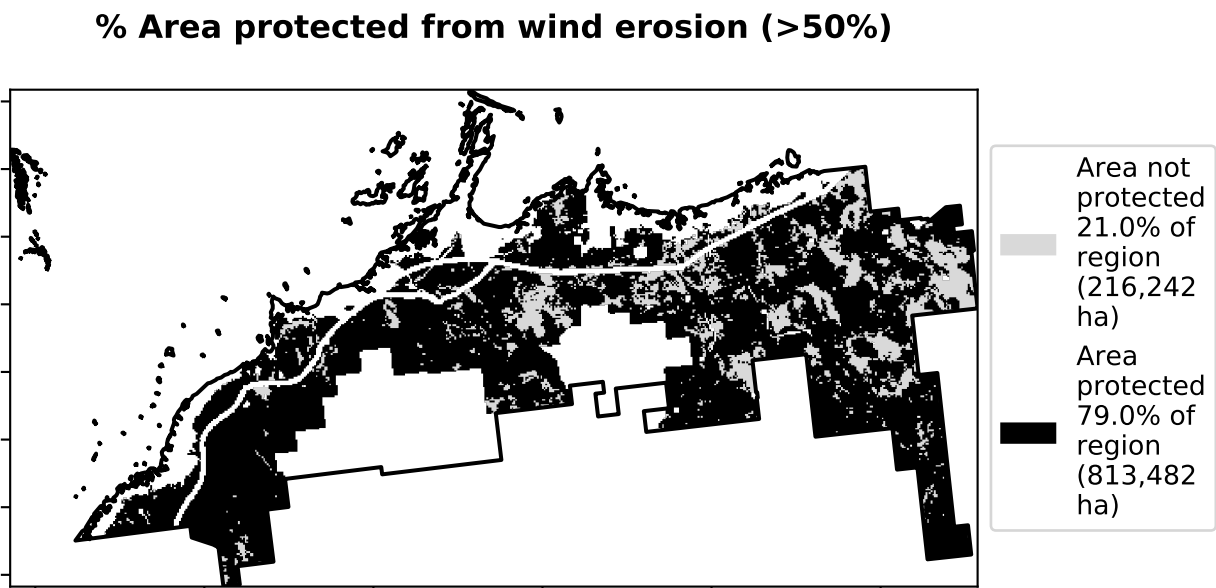 % Area protected from wind erosion (>50%)
Area not
protected
21.0% of
region
(216,242
ha)
Area
protected
79.0% of
region
(813,482
ha)